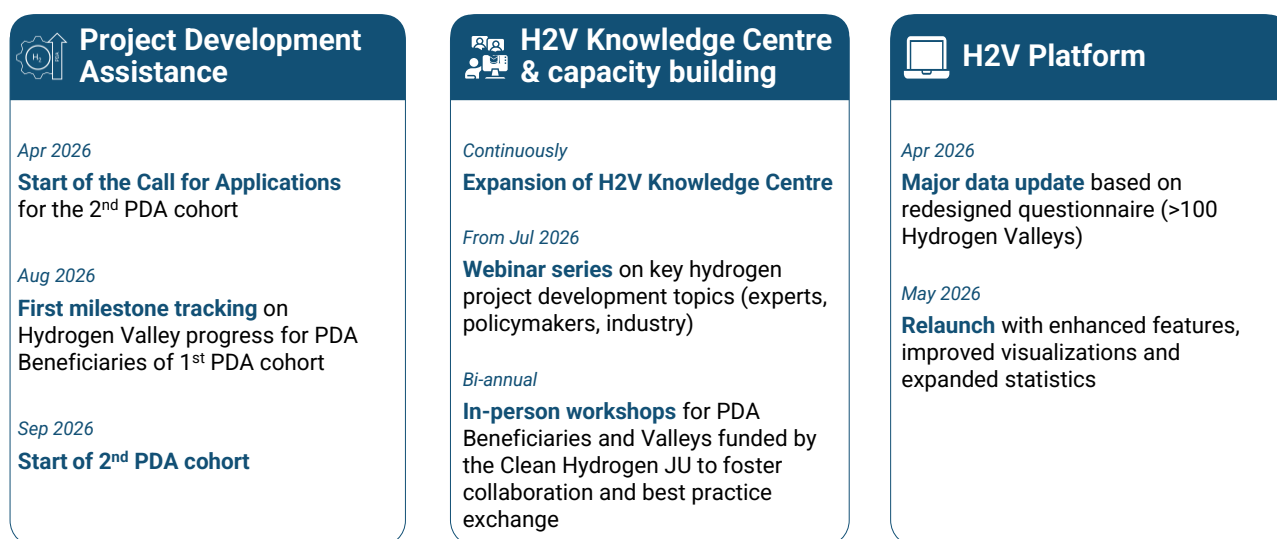 Project Development
Assistance
Apr 2026
Start of the Call for Applications
for the 2nd PDA cohort
Aug 2026
First milestone tracking on
Hydrogen Valley progress for PDA
Beneficiaries of 1st PDA cohort
Sep 2026
Start of 2nd PDA cohort
H2V Knowledge Centre
& capacity building
Continuously
Expansion of H2V Knowledge Centre
From Jul 2026
Webinar series on key hydrogen
project development topics (experts,
policymakers, industry)
Bi-annual
In-person workshops for PDA
Beneficiaries and Valleys funded by
the Clean Hydrogen JU to foster
collaboration and best practice
exchange
H2V Platform
Apr 2026
Major data update based on
redesigned questionnaire (>100
Hydrogen Valleys)
May 2026
Relaunch with enhanced features,
improved visualizations and
expanded statistics